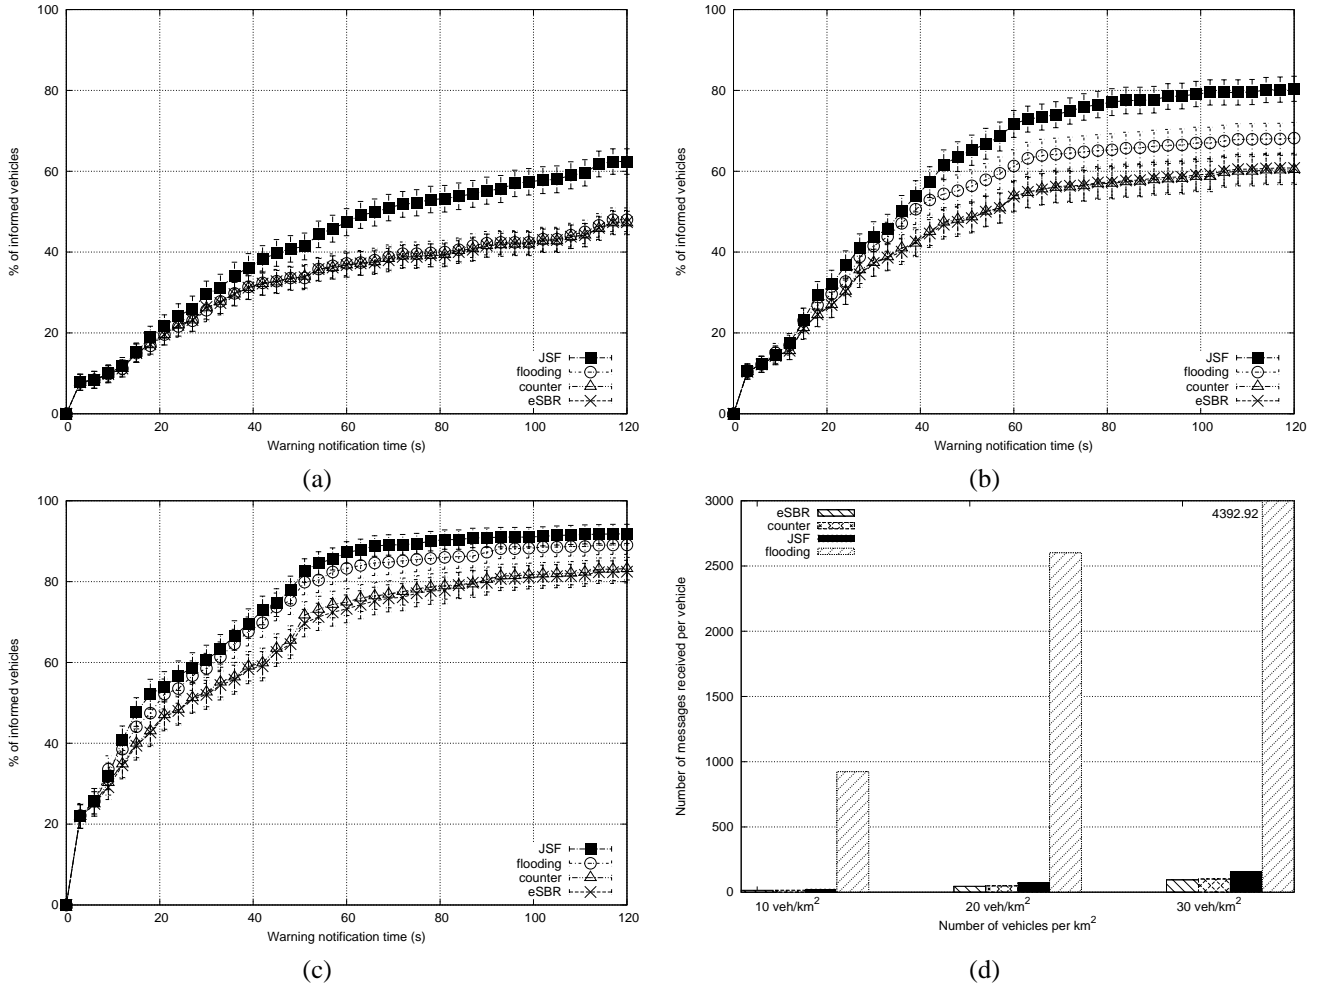 100
80
60
40
20
0
% of informed vehicles
JSF
flooding
counter
eSBR
0 20 40 60 80 100 120
Warning notification time (s)
(a)
100
80
60
40
20
0
% of informed vehicles
JSF
flooding
counter
eSBR
0 20 40 60 80 100 120
Warning notification time (s)
(b)
100
80
60
40
20
0
% of informed vehicles
JSF
flooding
counter
eSBR
0 20 40 60 80 100 120
Warning notification time (s)
(c)
3000
2500
2000
1500
1000
500
0
Number of messages received per vehicle
eSBR
counter
JSF
flooding
4392.92
10 veh/km² 20 veh/km² 30 veh/km²
Number of vehicles per km²
(d)